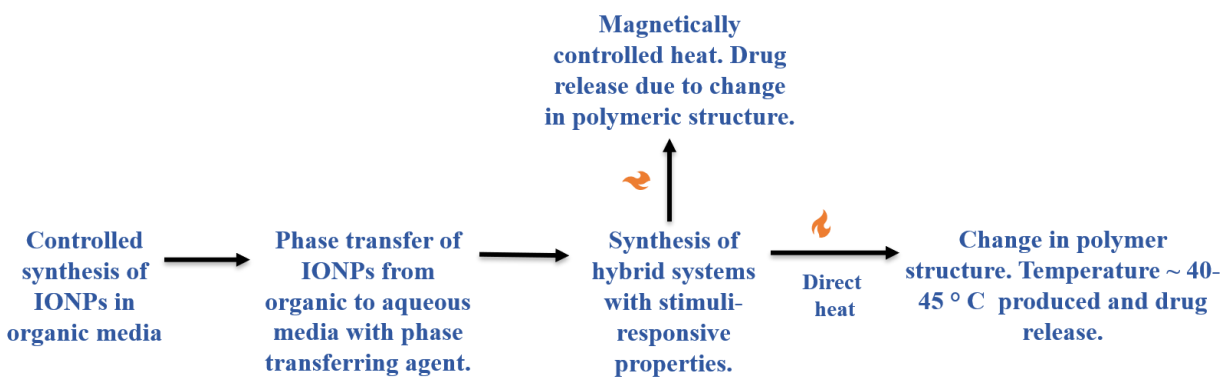 Magnetically
controlled heat. Drug
release due to change
in polymeric structure.
Controlled
synthesis of
IONPs in
organic media
Phase transfer of
IONPs from
organic to aqueous
media with phase
transferring agent.
Synthesis of
hybrid systems
with stimuli-
responsive
properties.
Direct
heat
Change in polymer
structure. Temperature ~ 40-
45 ° C produced and drug
release.